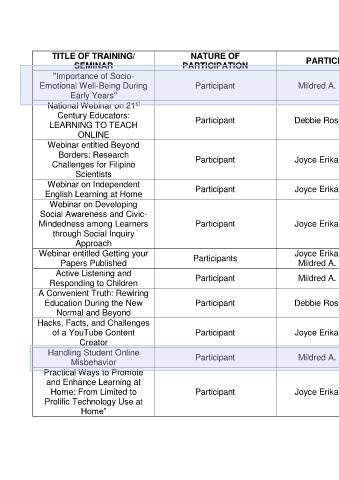 TITLE OF TRAINING/
SEMINAR
NATURE OF
PARTICIPATION
PARTICI
"Importance of Socio-
Emotional Well-Being During
Early Years"
Participant
Mildred A.
National Webinar on 21st
Century Educators:
LEARNING TO TEACH
ONLINE
Participant
Debbie Ros
Webinar entitled Beyond
Borders: Research
Challenges for Filipino
Scientists
Participant
Joyce Erika
Webinar on Independent
English Learning at Home
Participant
Joyce Erika
Webinar on Developing
Social Awareness and Civic-
Mindedness among Learners
through Social Inquiry
Approach
Participant
Joyce Erika
Webinar entitled Getting your
Papers Published
Participants
Joyce Erika
Mildred A.
Active Listening and
Responding to Children
Participant
Mildred A.
A Convenient Truth: Rewiring
Education During the New
Normal and Beyond
Participant
Debbie Ros
Hacks, Facts, and Challenges
of a YouTube Content
Creator
Participant
Joyce Erika
Handling Student Online
Misbehavior
Participant
Mildred A.
Practical Ways to Promote
and Enhance Learning at
Home: From Limited to
Prolific Technology Use at
Home"
Participant
Joyce Erika